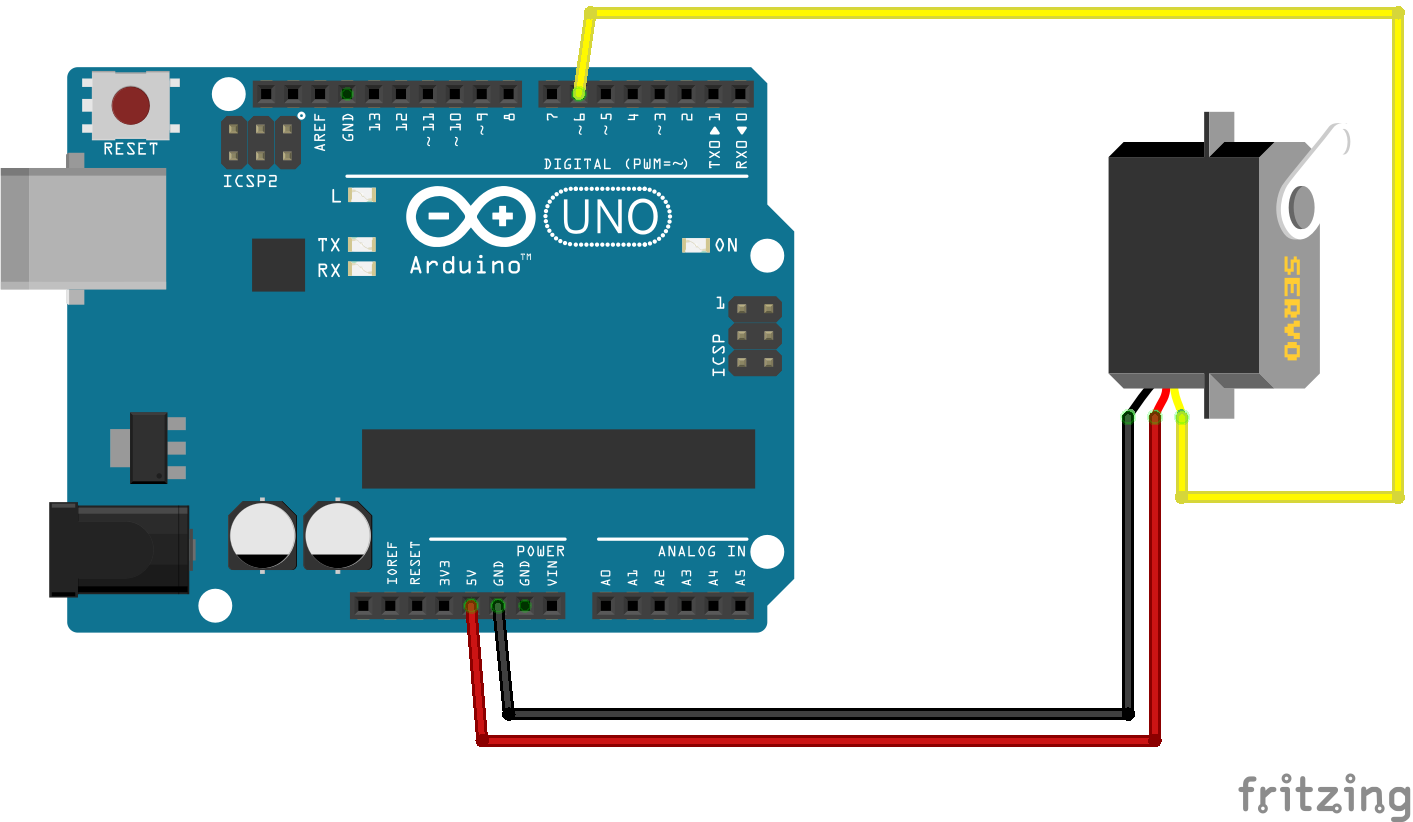 RESET
ICSP2
AREF
GND
13
12
~11
~10
~9
8
7
~6
~5
4
~3
2
TX0▶1
RX0◀0
DIGITAL (PWM=~)
L
TX
RX
UNO
Arduino™
ON
1
ICSP
SERVO
POWER
ANALOG IN
IOREF
RESET
3V3
5V
GND
GND
VIN
A0
A1
A2
A3
A4
A5
fritzing